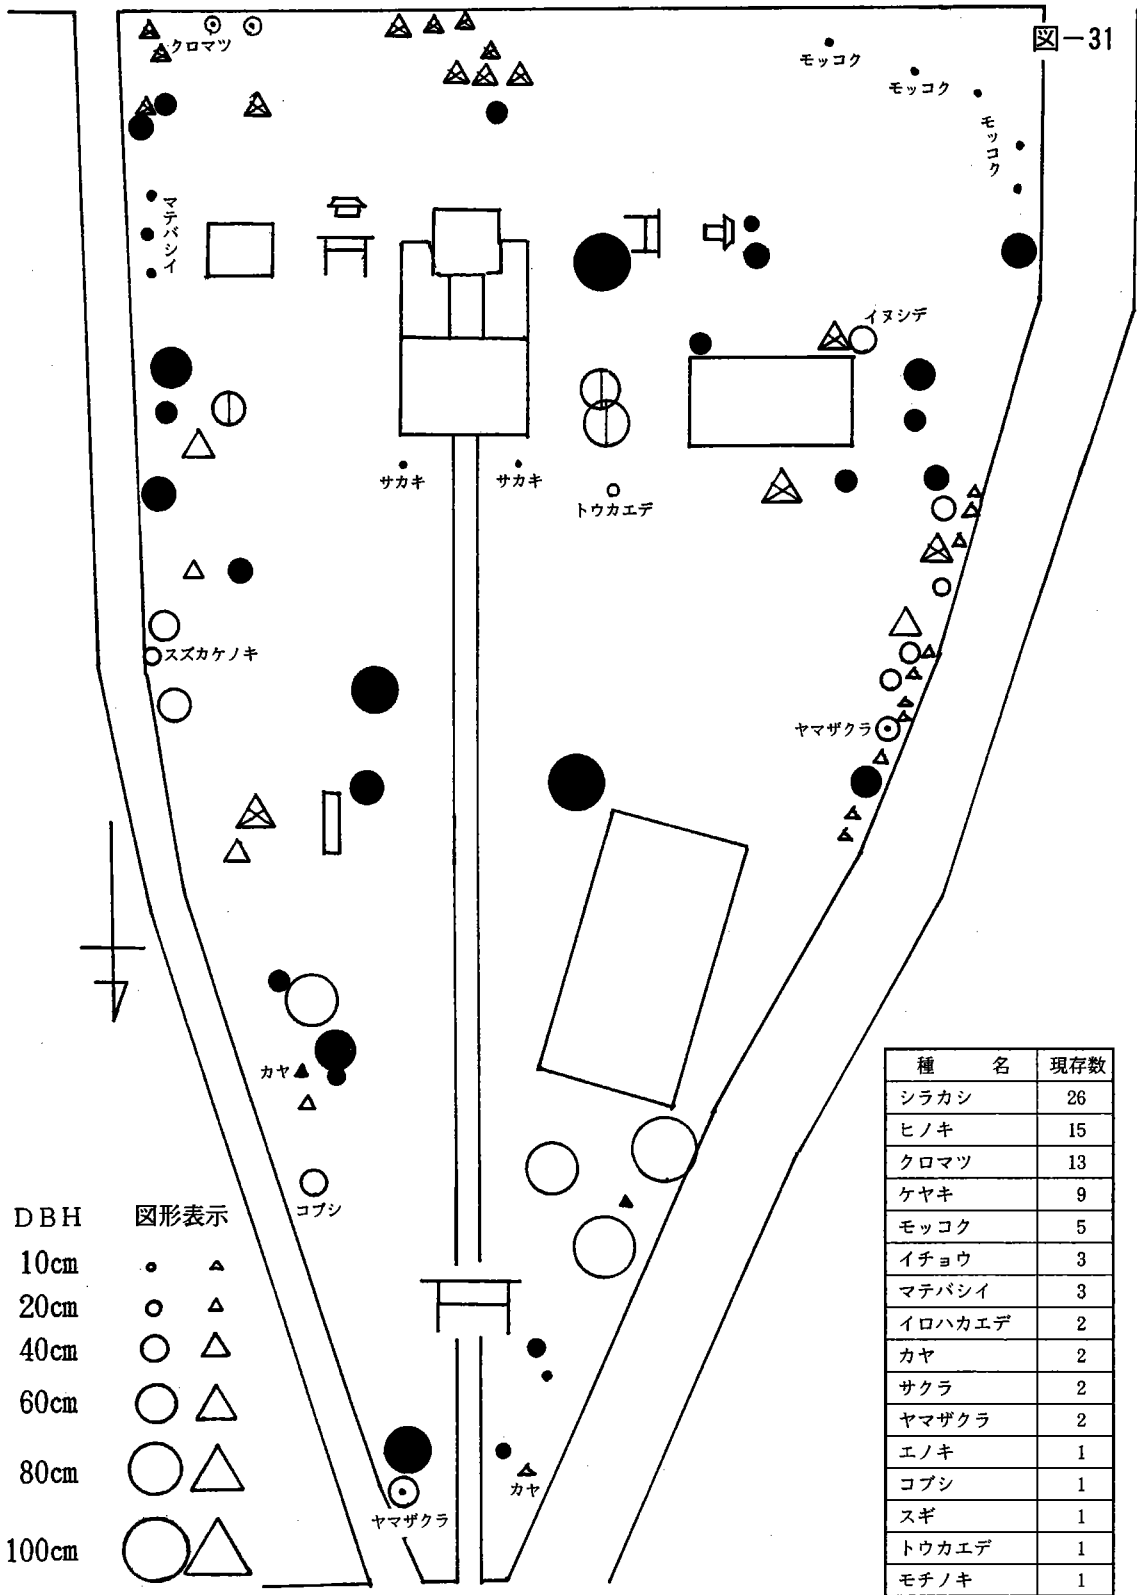 図－31
クロマツ
モッコク
モッコク
モッコク
マテバシイ
イヌシデ
サカキ
サカキ
トウカエデ
スズカケノキ
ヤマザクラ
カヤ
コブシ
カヤ
ヤマザクラ
DBH 図形表示
10cm
20cm
40cm
60cm
80cm
100cm
種 名 現存数
シラカシ 26
ヒノキ 15
クロマツ 13
ケヤキ 9
モッコク 5
イチョウ 3
マテバシイ 3
イロハカエデ 2
カヤ 2
サクラ 2
ヤマザクラ 2
エノキ 1
コブシ 1
スギ 1
トウカエデ 1
モチノキ 1